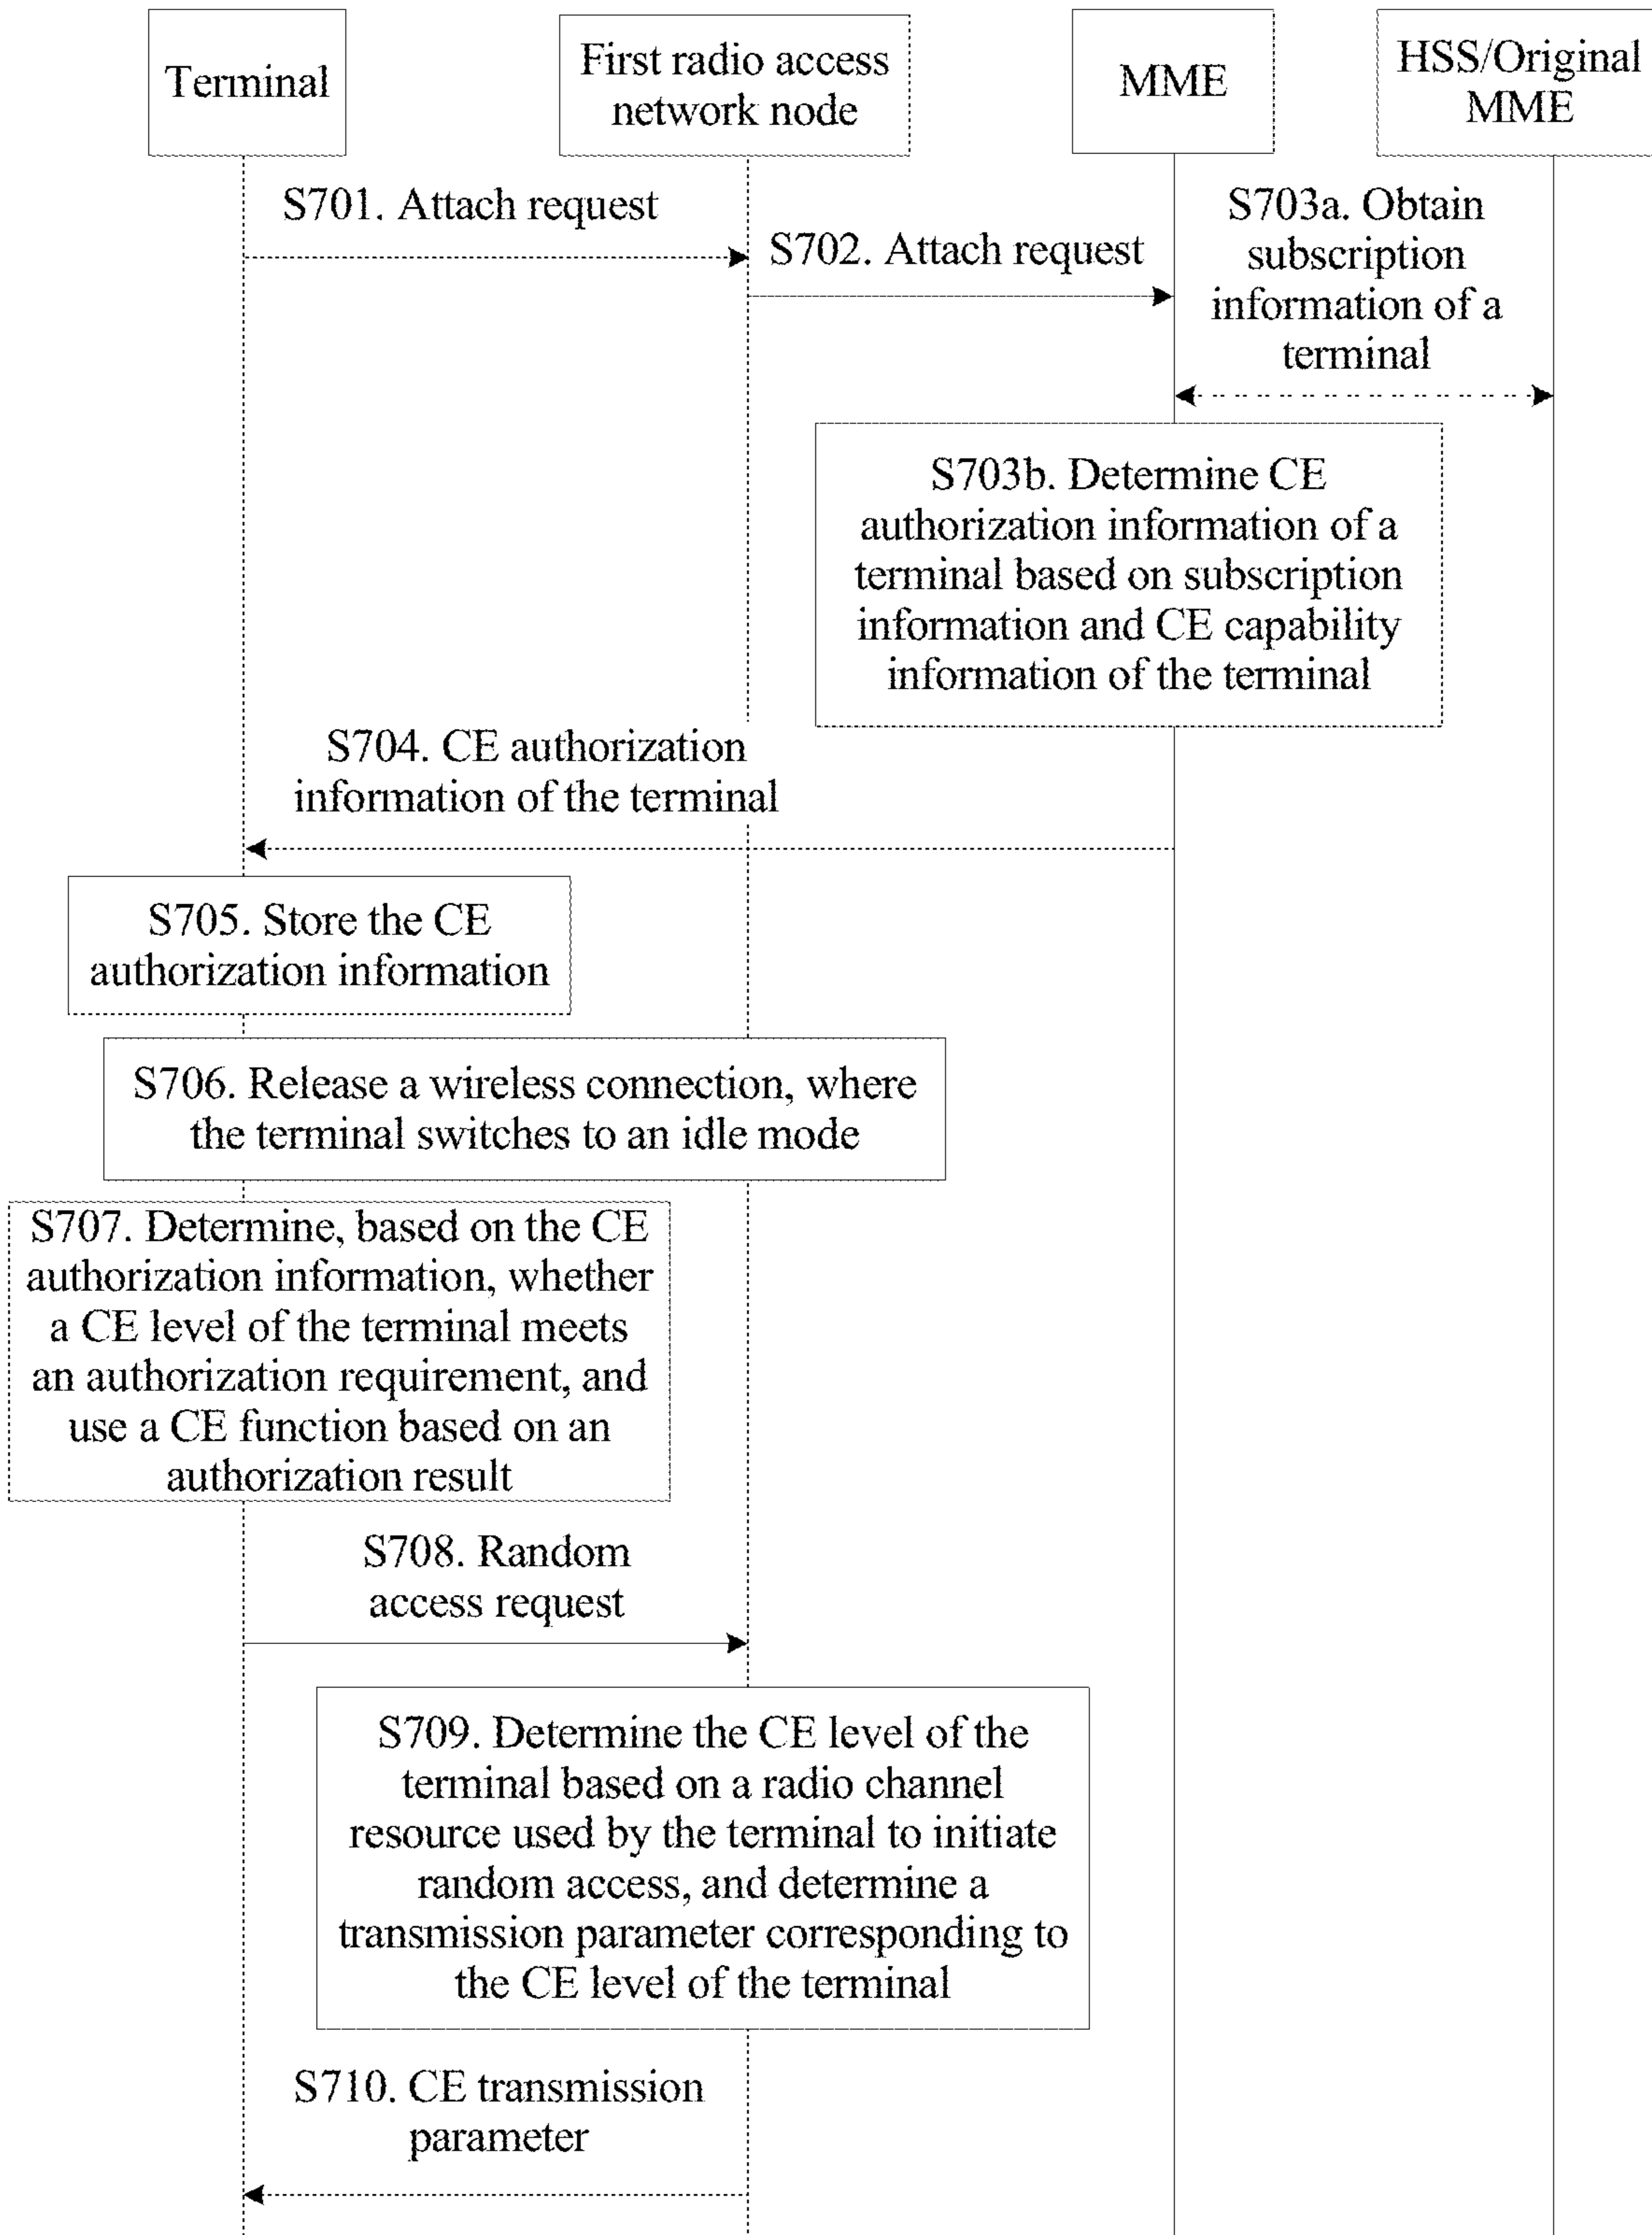 Terminal
First radio access
network node
MME
HSS/Original
MME
S701. Attach request
S702. Attach request
S703a. Obtain
subscription
information of a
terminal
S703b. Determine CE
authorization information of a
terminal based on subscription
information and CE capability
information of the terminal
S704. CE authorization
information of the terminal
S705. Store the CE
authorization information
S706. Release a wireless connection, where
the terminal switches to an idle mode
S707. Determine, based on the CE
authorization information, whether
a CE level of the terminal meets
an authorization requirement, and
use a CE function based on an
authorization result
S708. Random
access request
S709. Determine the CE level of the
terminal based on a radio channel
resource used by the terminal to initiate
random access, and determine a
transmission parameter corresponding to
the CE level of the terminal
S710. CE transmission
parameter